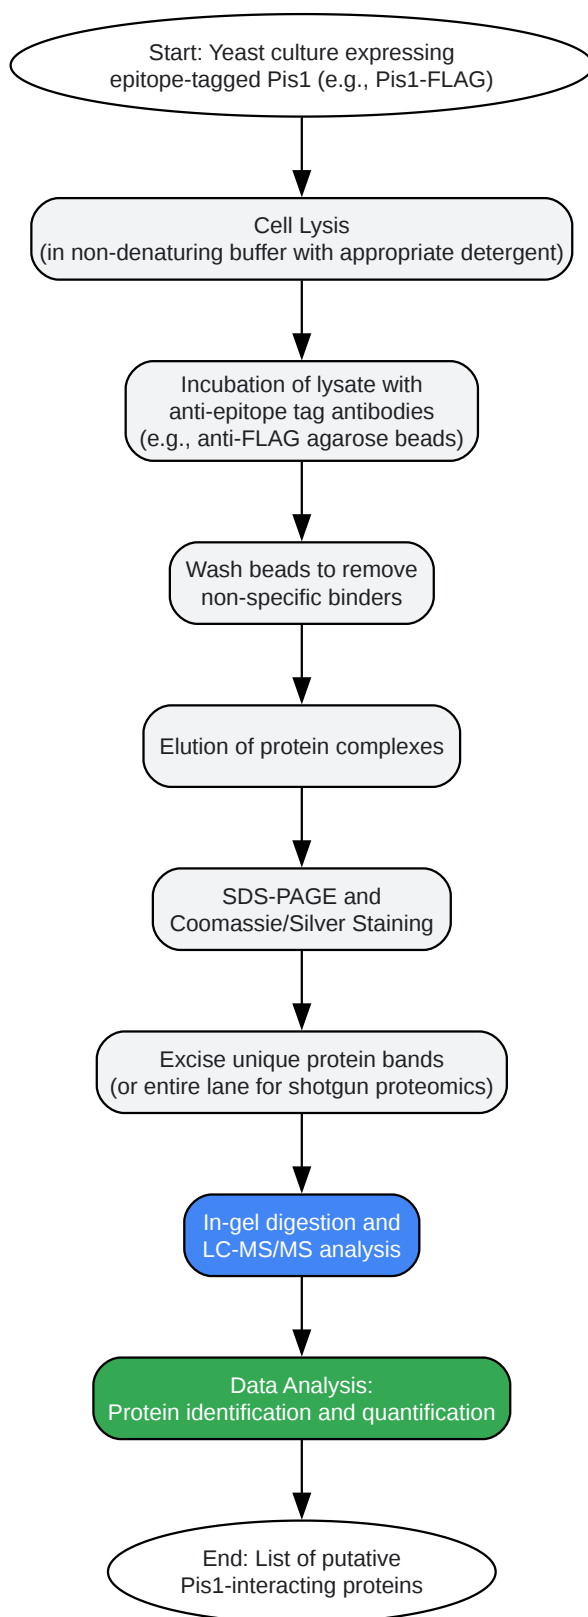 Start: Yeast culture expressing
epitope-tagged Pis1 (e.g., Pis1-FLAG)
Cell Lysis
(in non-denaturing buffer with appropriate detergent)
Incubation of lysate with
anti-epitope tag antibodies
(e.g., anti-FLAG agarose beads)
Wash beads to remove
non-specific binders
Elution of protein complexes
SDS-PAGE and
Coomassie/Silver Staining
Excise unique protein bands
(or entire lane for shotgun proteomics)
In-gel digestion and
LC-MS/MS analysis
Data Analysis:
Protein identification and quantification
End: List of putative
Pis1-interacting proteins